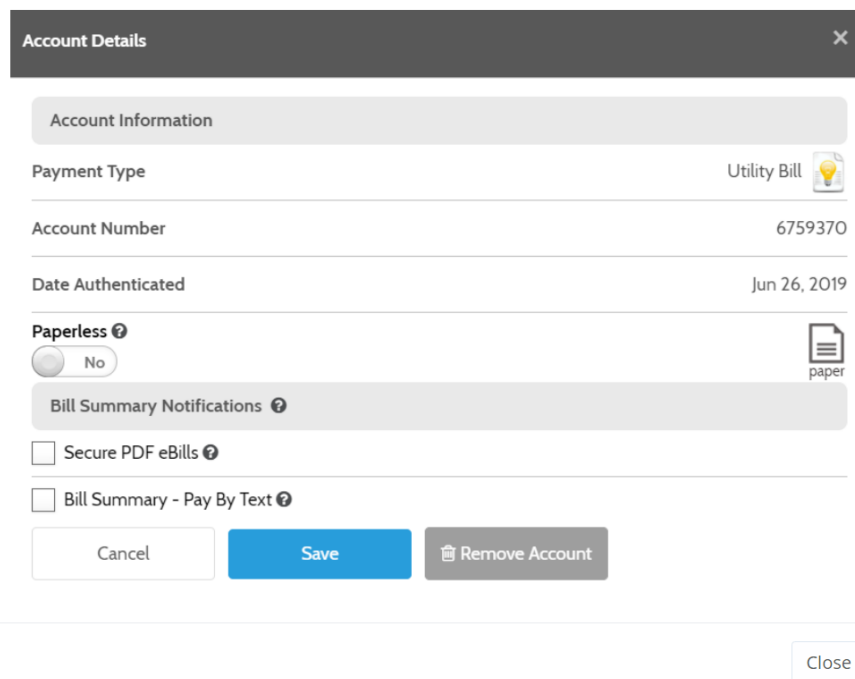 Account Details ×
Account Information
Payment Type Utility Bill
Account Number 6759370
Date Authenticated Jun 26, 2019
Paperless ?
No
paper
Bill Summary Notifications ?
Secure PDF eBills ?
Bill Summary - Pay By Text ?
Cancel Save Remove Account
Close